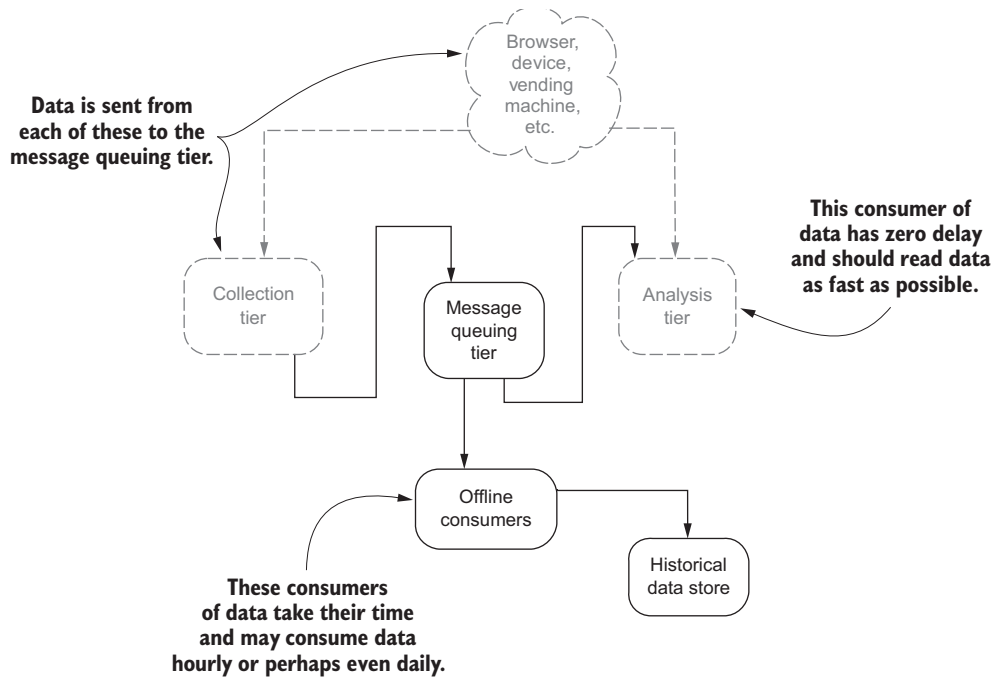 Browser,
device,
vending
machine,
etc.
Data is sent from
each of these to the
message queuing tier.
This consumer of
data has zero delay
and should read data
as fast as possible.
Collection
tier
Message
queuing
tier
Analysis
tier
Offline
consumers
Historical
data store
These consumers
of data take their time
and may consume data
hourly or perhaps even daily.